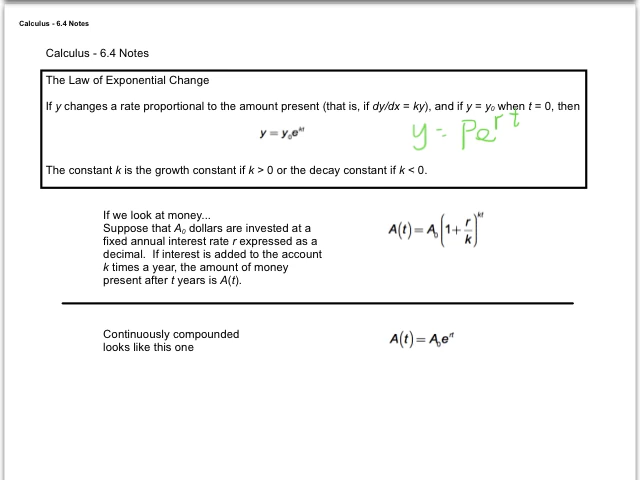 Calculus - 6.4 Notes
Calculus - 6.4 Notes
The Law of Exponential Change
If y changes a rate proportional to the amount present (that is, if dy/dx = ky), and if y = y₀ when t = 0, then
y = y₀e^{kt}
y = Pe^{rt}
The constant k is the growth constant if k > 0 or the decay constant if k < 0.
If we look at money...
Suppose that A₀ dollars are invested at a
fixed annual interest rate r expressed as a
decimal. If interest is added to the account
k times a year, the amount of money
present after t years is A(t).
A(t) = A₀(1 + r/k)^{kt}
Continuously compounded
looks like this one
A(t) = A₀e^{rt}